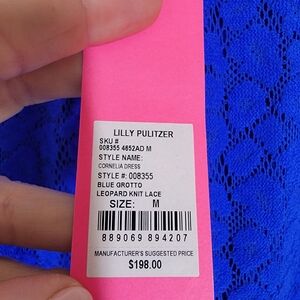 LILLY PULITZER
SKU #
008355 4652AD M
STYLE NAME:
CORNELIA DRESS
STYLE #: 008355
BLUE GROTTO
LEOPARD KNIT LACE
SIZE: M
889069 894207
MANUFACTURER'S SUGGESTED PRICE
$198.00